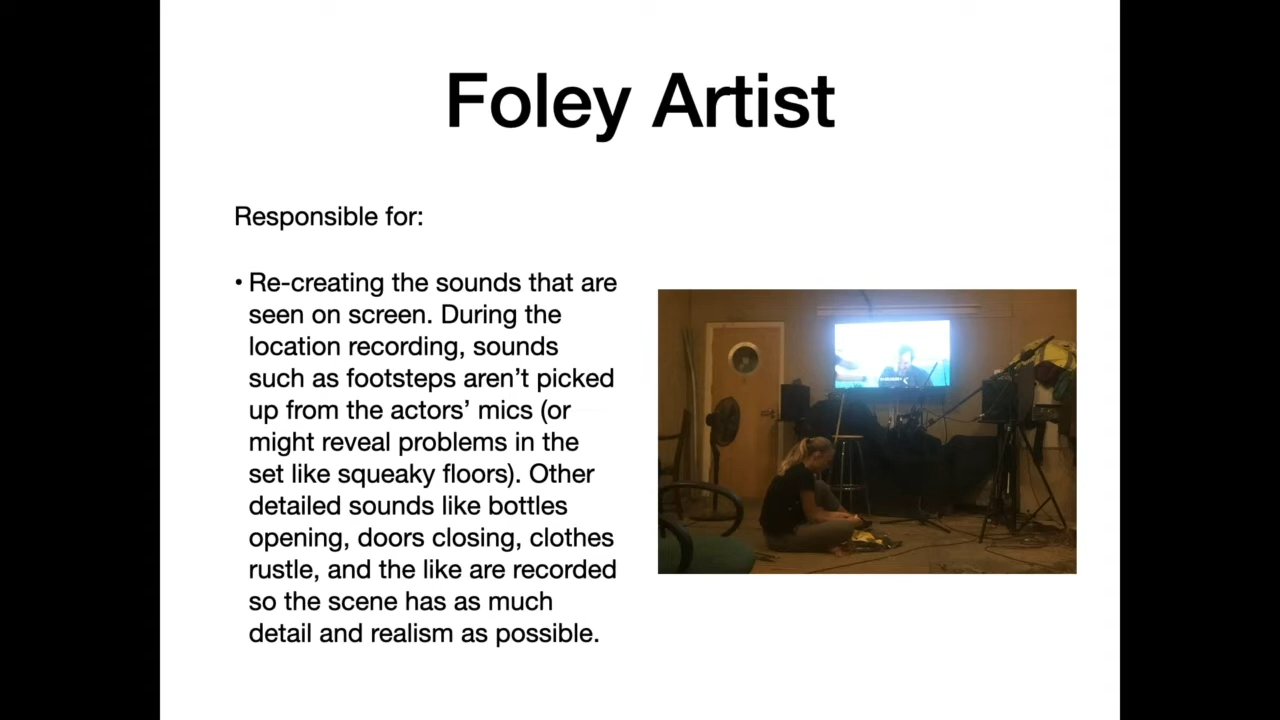 Foley Artist
Responsible for:
• Re-creating the sounds that are
seen on screen. During the
location recording, sounds
such as footsteps aren’t picked
up from the actors’ mics (or
might reveal problems in the
set like squeaky floors). Other
detailed sounds like bottles
opening, doors closing, clothes
rustle, and the like are recorded
so the scene has as much
detail and realism as possible.